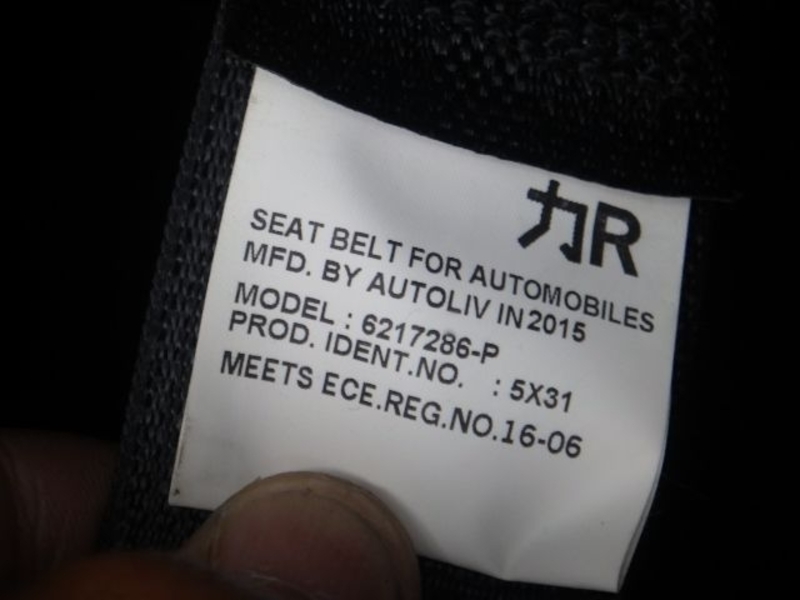 カR
SEAT BELT FOR AUTOMOBILES
MFD. BY AUTOLIV IN 2015
MODEL : 6217286-P
PROD. IDENT.NO. : 5X31
MEETS ECE.REG.NO.16-06